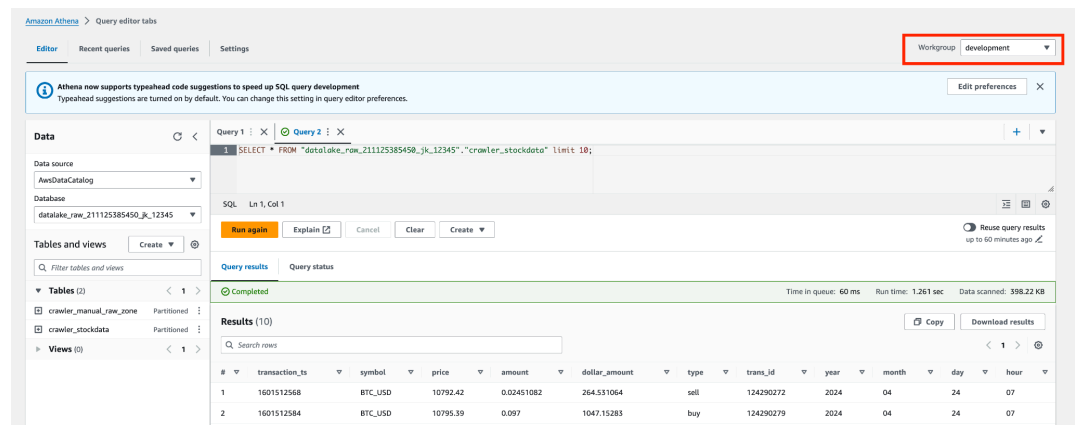 Amazon Athena > Query editor tabs
Editor Recent queries Saved queries Settings Workgroup development
Athena now supports typeahead code suggestions to speed up SQL query development
Typeahead suggestions are turned on by default. You can change this setting in query editor preferences.
Edit preferences
Data
Data source
AwsDataCatalog
Database
datalake_raw_211125385450_jk_12345
Tables and views Create
Filter tables and views
Tables (2) < 1 >
crawler_manual_raw_zone Partitioned
crawler_stockdata Partitioned
Views (0) < 1 >
Query 1 Query 2
1 SELECT * FROM "datalake_raw_211125385450_jk_12345"."crawler_stockdata" limit 10;
SQL Ln 1, Col 1
Run again Explain Cancel Clear Create
Reuse query results
up to 60 minutes ago
Query results Query status
Completed Time in queue: 60 ms Run time: 1.261 sec Data scanned: 398.22 KB
Results (10) Copy Download results
Search rows < 1 >
# transaction_ts symbol price amount dollar_amount type trans_id year month day hour
1 1601512568 BTC_USD 10792.42 0.02451082 264.531064 sell 124290272 2024 04 24 07
2 1601512584 BTC_USD 10795.39 0.097 1047.15283 buy 124290279 2024 04 24 07